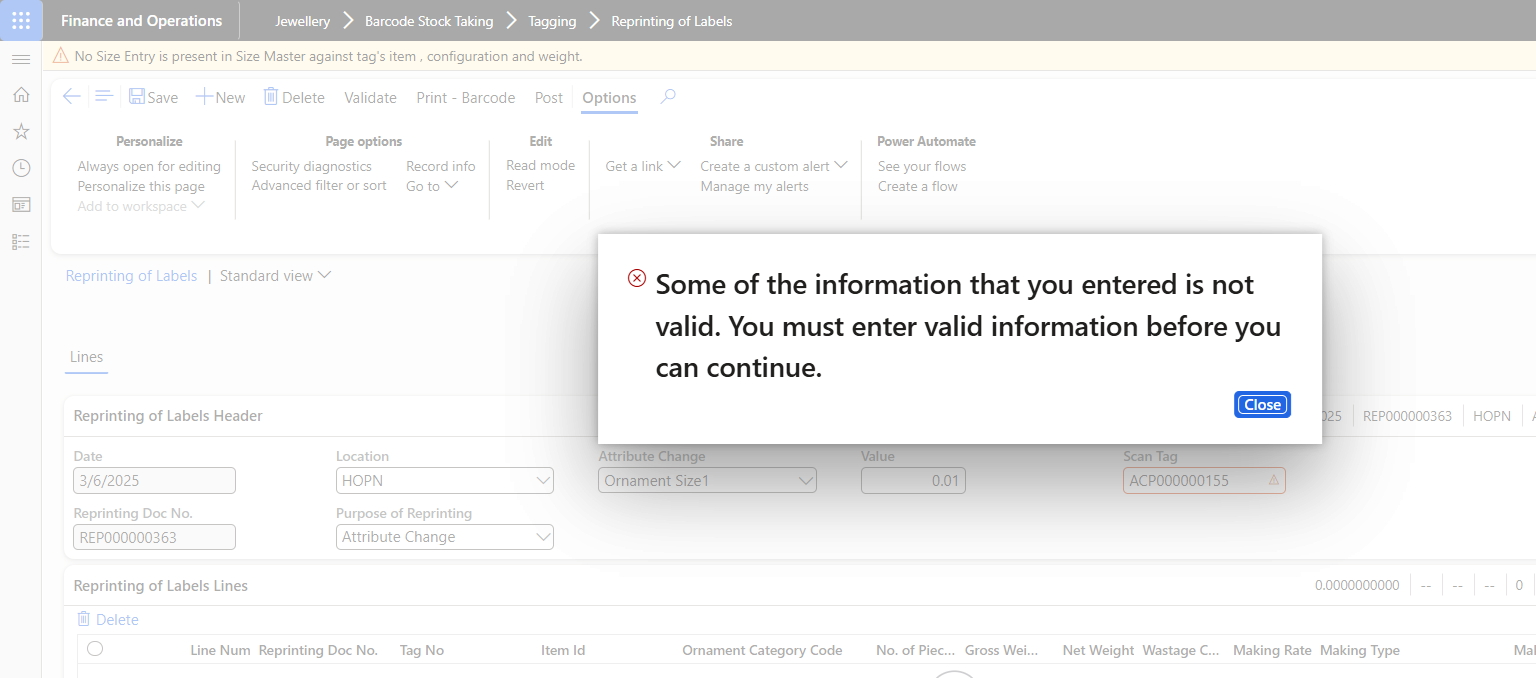 Finance and Operations Jewellery Barcode Stock Taking Tagging Reprinting of Labels
No Size Entry is present in Size Master against tag's item , configuration and weight.
Save New Delete Validate Print - Barcode Post Options
Personalize Page options Edit Share Power Automate
Always open for editing Security diagnostics Record info Read mode Get a link Create a custom alert See your flows
Personalize this page Advanced filter or sort Go to Revert Manage my alerts Create a flow
Add to workspace
Reprinting of Labels | Standard view
Some of the information that you entered is not
valid. You must enter valid information before you
can continue.
Close
Lines
Reprinting of Labels Header 025 REP000000363 HOPN
Date Location Attribute Change Value Scan Tag
3/6/2025 HOPN Ornament Size1 0.01 ACP000000155
Reprinting Doc No. Purpose of Reprinting
REP000000363 Attribute Change
Reprinting of Labels Lines 0.0000000000 -- -- -- 0
Delete
Line Num Reprinting Doc No. Tag No Item Id Ornament Category Code No. of Piec... Gross Wei... Net Weight Wastage C... Making Rate Making Type Mal